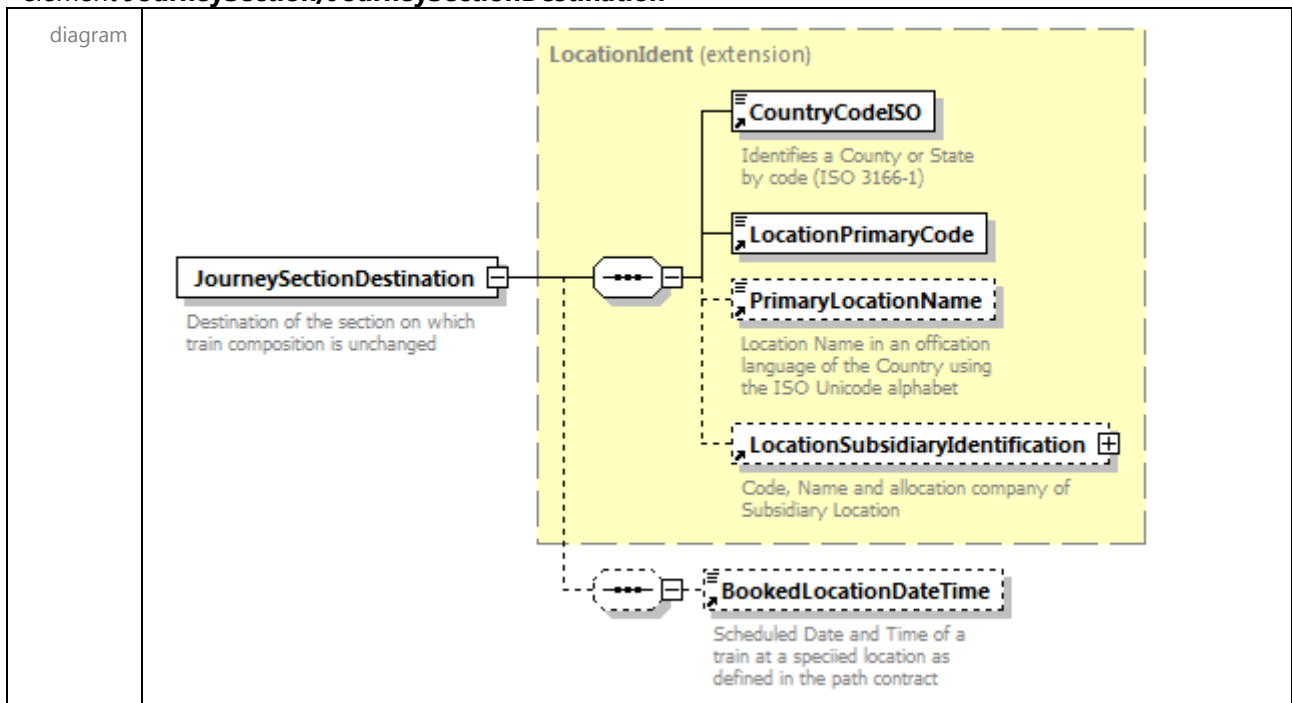 element JourneySection/JourneySectionDestination
diagram
LocationIdent (extension)
CountryCodeISO
Identifies a County or State
by code (ISO 3166-1)
LocationPrimaryCode
JourneySectionDestination
Destination of the section on which
train composition is unchanged
PrimaryLocationName
Location Name in an offication
language of the Country using
the ISO Unicode alphabet
LocationSubsidiaryIdentification
Code, Name and allocation company of
Subsidiary Location
BookedLocationDateTime
Scheduled Date and Time of a
train at a speciied location as
defined in the path contract